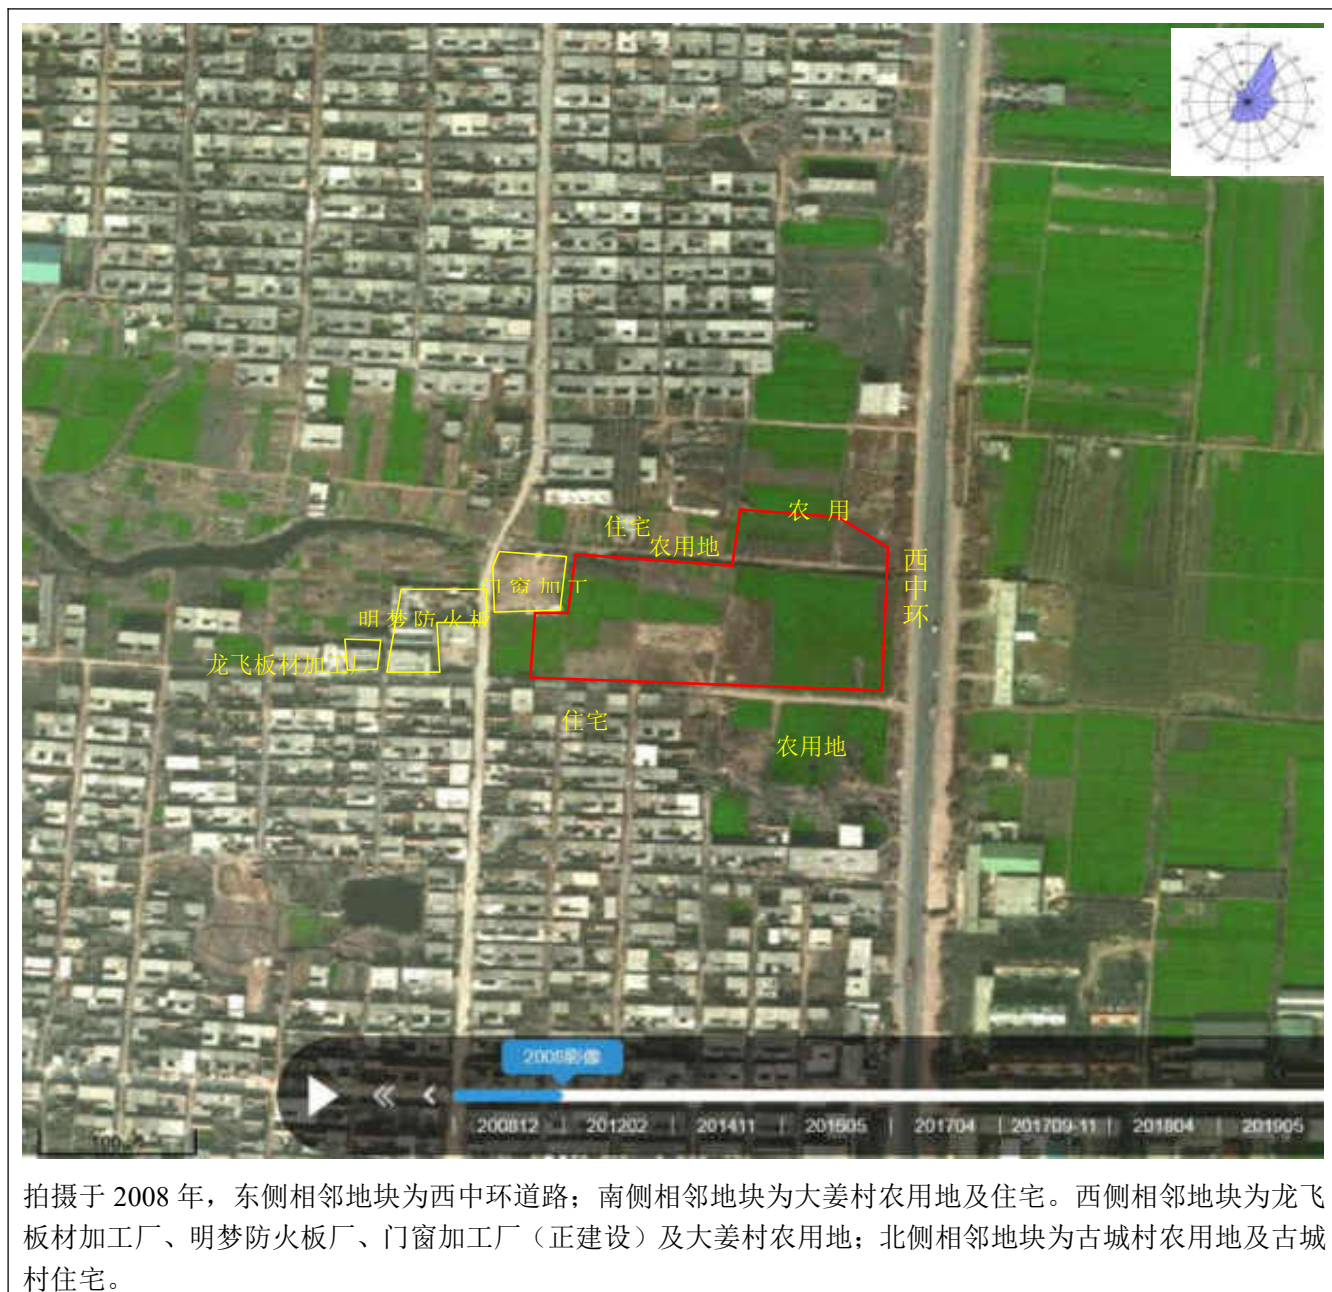 农 用
住宅
农用地
西中环
门窗加工
明梦防火板
龙飞板材加工厂
住宅
农用地
2008影像
200812
201202
201411
201505
201704
201709-11
201804
201905
拍摄于 2008 年，东侧相邻地块为西中环道路；南侧相邻地块为大姜村农用地及住宅。西侧相邻地块为龙飞
板材加工厂、明梦防火板厂、门窗加工厂（正建设）及大姜村农用地；北侧相邻地块为古城村农用地及古城
村住宅。